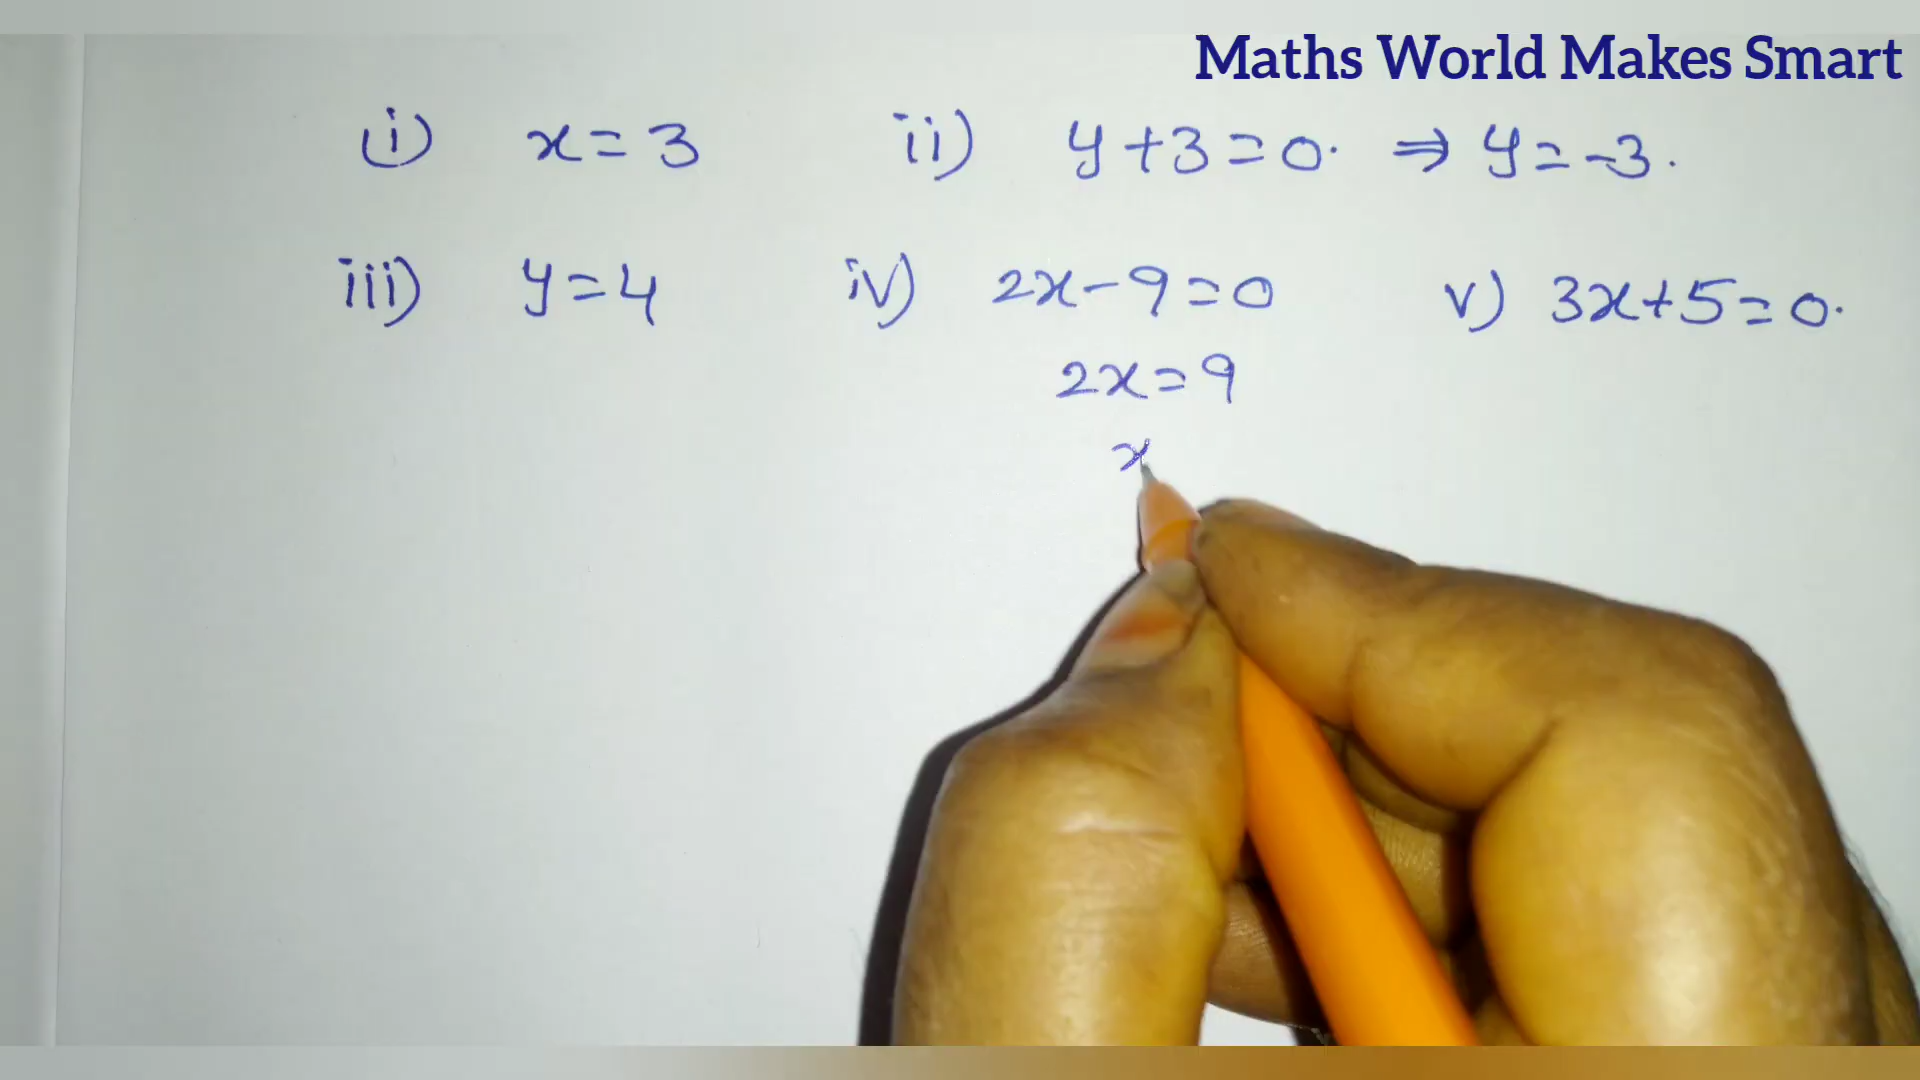 Maths World Makes Smart
(i) x = 3 ii) y + 3 = 0. ⇒ y = -3.
iii) y = 4 iv) 2x - 9 = 0 v) 3x + 5 = 0.
2x = 9
x